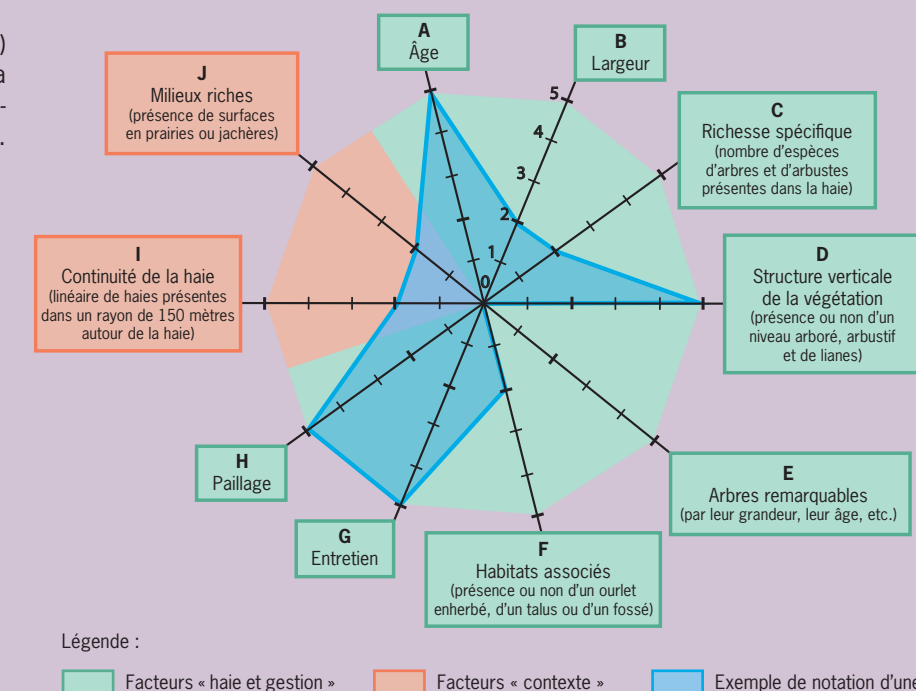 )
a
-
.
A
Âge
B
Largeur
J
Milieux riches
(présence de surfaces
en prairies ou jachères)
C
Richesse spécifique
(nombre d'espèces
d'arbres et d'arbustes
présentes dans la haie)
5
4
3
2
1
0
I
Continuité de la haie
(linéaire de haies présentes
dans un rayon de 150 mètres
autour de la haie)
D
Structure verticale
de la végétation
(présence ou non d'un
niveau arboré, arbustif
et de lianes)
H
Paillage
E
Arbres remarquables
(par leur grandeur, leur âge, etc.)
G
Entretien
F
Habitats associés
(présence ou non d'un ourlet
enherbé, d'un talus ou d'un fossé)
Légende :
Facteurs « haie et gestion »
Facteurs « contexte »
Exemple de notation d'une